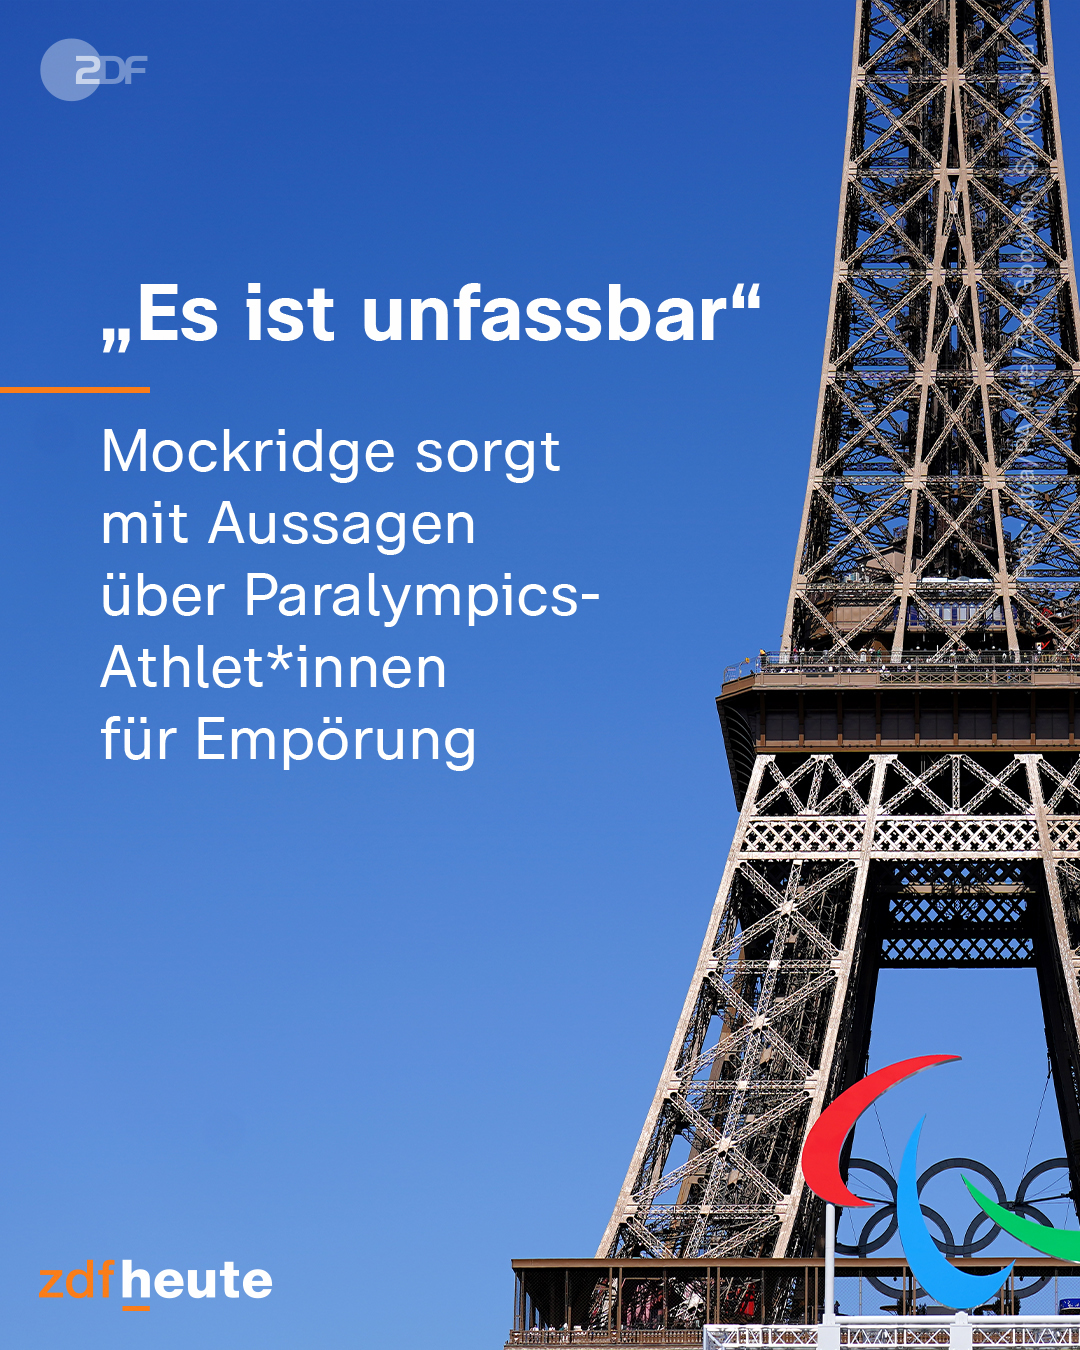 ZDF
„Es ist unfassbar“
Mockridge sorgt
mit Aussagen
über Paralympics-
Athlet*innen
für Empörung
zdfheute